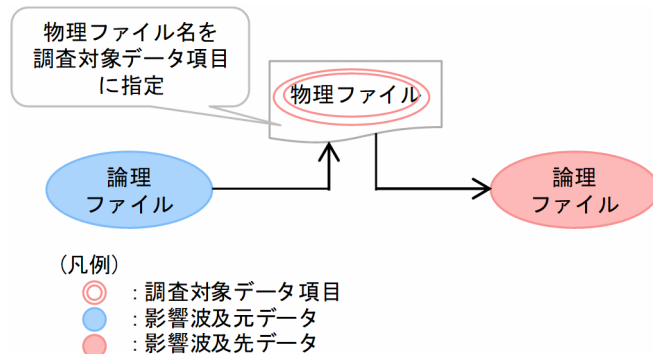 物理ファイル名を
調査対象データ項目
に指定
物理ファイル
論理
ファイル
論理
ファイル
(凡例)
：調査対象データ項目
：影響波及元データ
：影響波及先データ